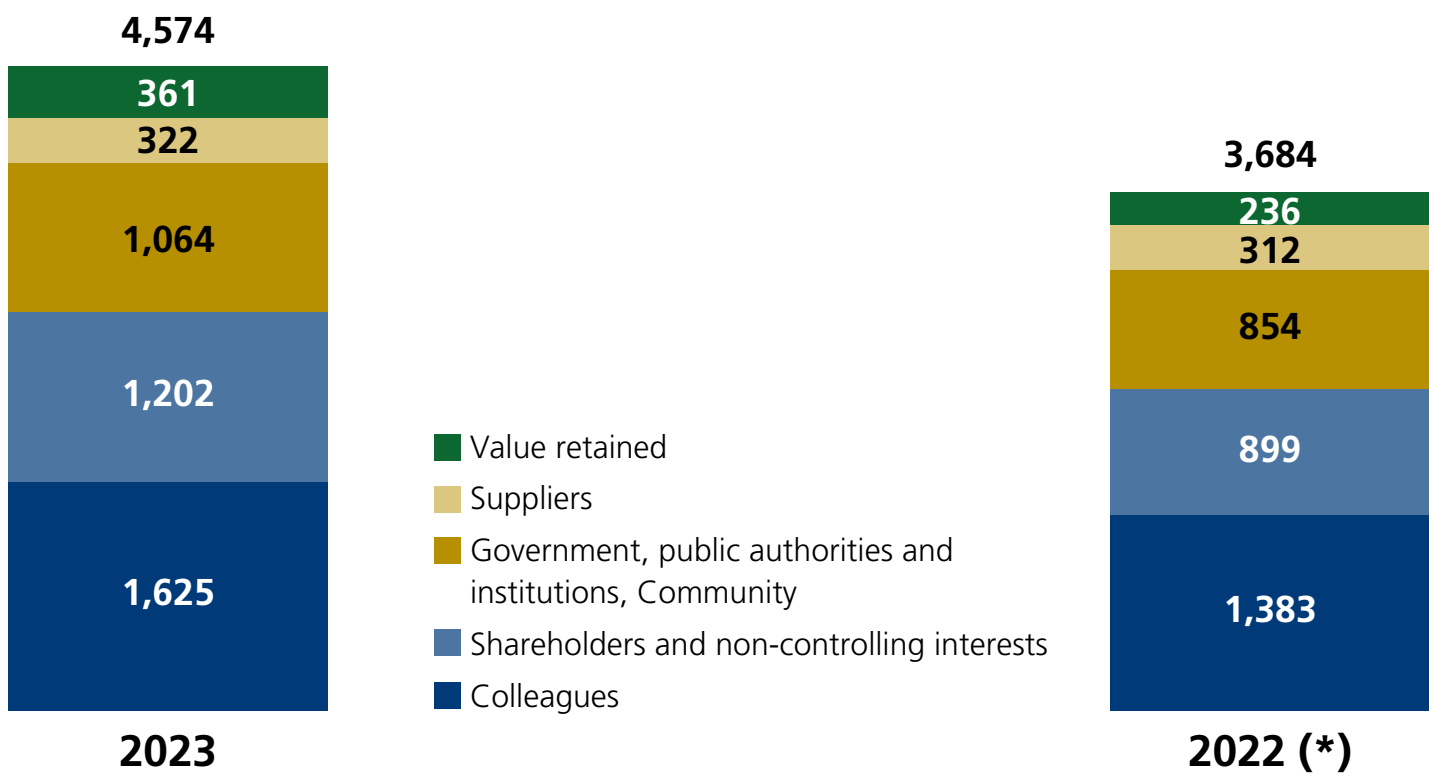 4,574
361
322
1,064
1,202
1,625
2023
Value retained
Suppliers
Government, public authorities and
institutions, Community
Shareholders and non-controlling interests
Colleagues
3,684
236
312
854
899
1,383
2022 (*)